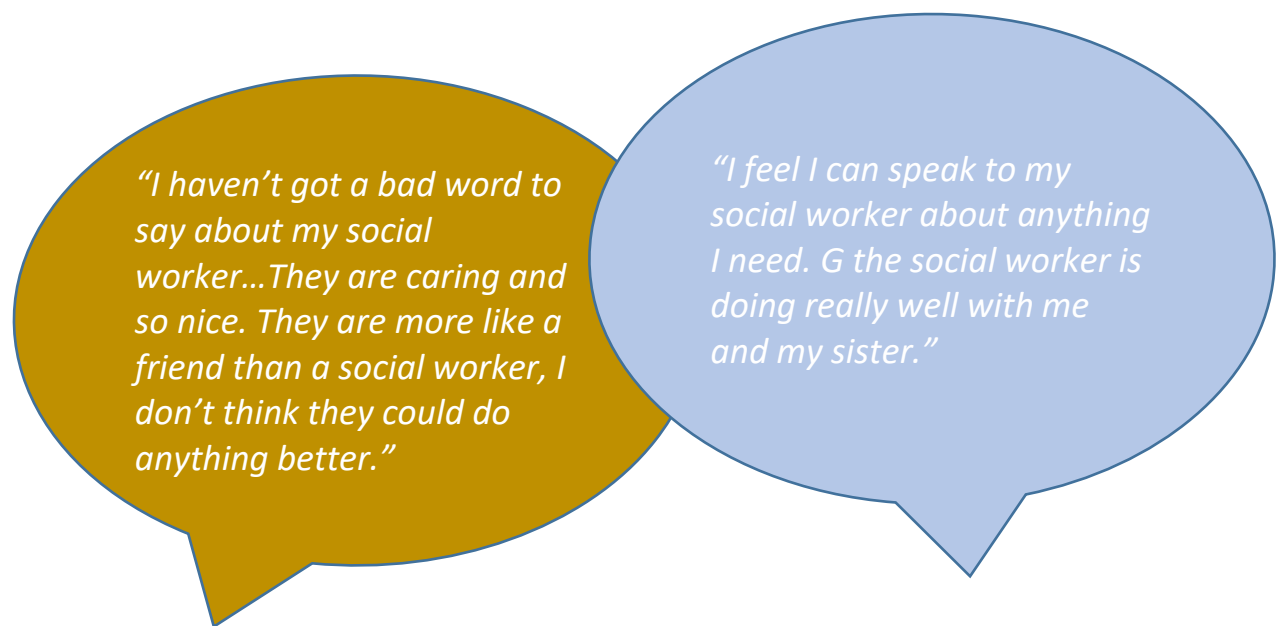 “I haven’t got a bad word to
say about my social
worker…They are caring and
so nice. They are more like a
friend than a social worker, I
don’t think they could do
anything better.”
“I feel I can speak to my
social worker about anything
I need. G the social worker is
doing really well with me
and my sister.”